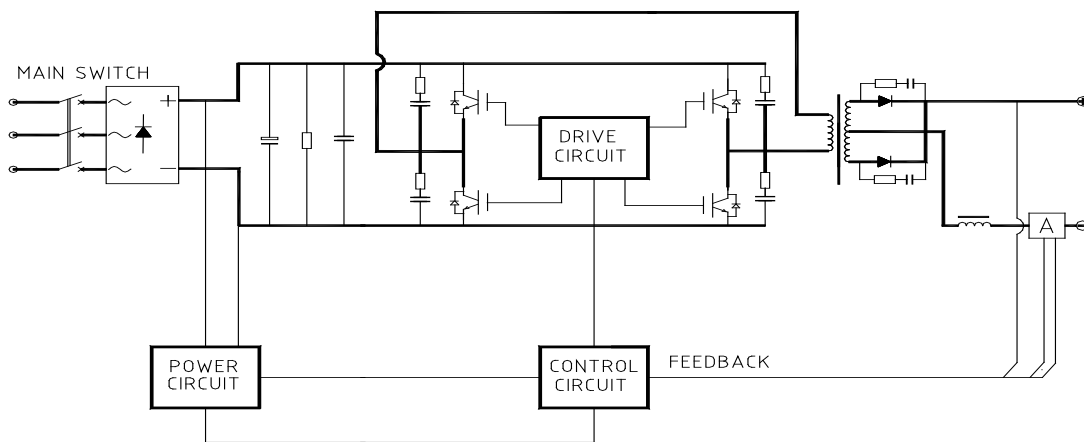 MAIN SWITCH
DRIVE
CIRCUIT
A
POWER
CIRCUIT
CONTROL
CIRCUIT
FEEDBACK